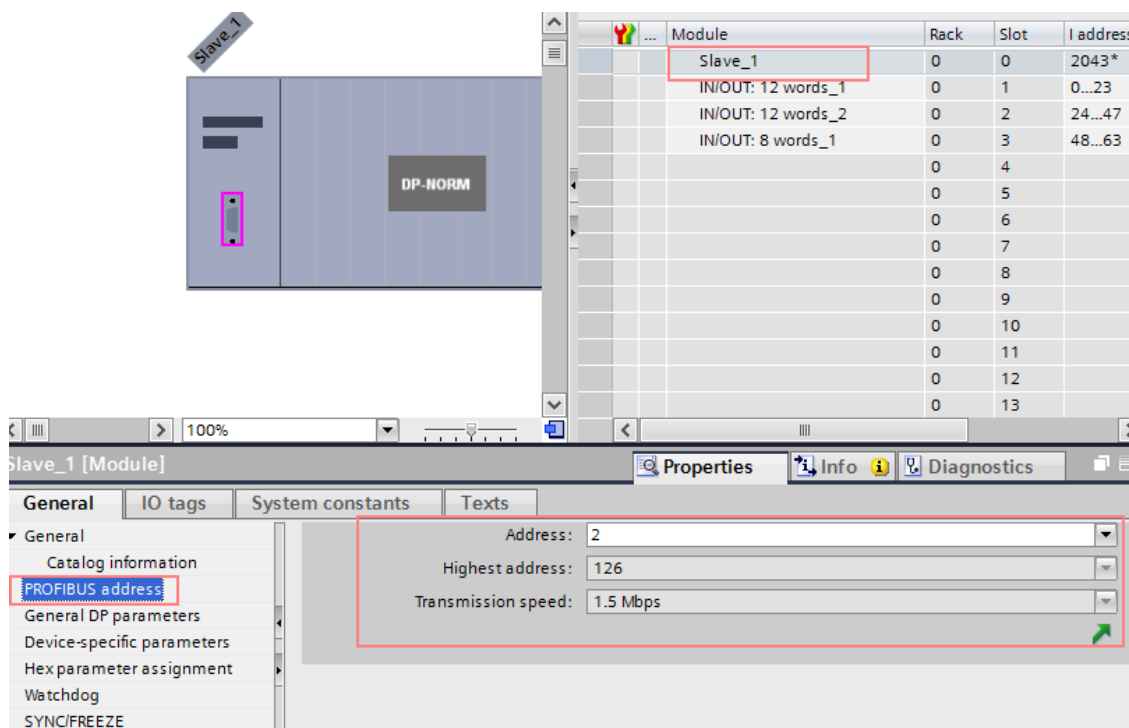 Slave_1
DP-NORM
... Module Rack Slot I address
Slave_1 0 0 2043*
IN/OUT: 12 words_1 0 1 0...23
IN/OUT: 12 words_2 0 2 24...47
IN/OUT: 8 words_1 0 3 48...63
0 4
0 5
0 6
0 7
0 8
0 9
0 10
0 11
0 12
0 13
100%
Slave_1 [Module]
Properties Info Diagnostics
General IO tags System constants Texts
General
Catalog information
PROFIBUS address
General DP parameters
Device-specific parameters
Hex parameter assignment
Watchdog
SYNC/FREEZE
Address: 2
Highest address: 126
Transmission speed: 1.5 Mbps